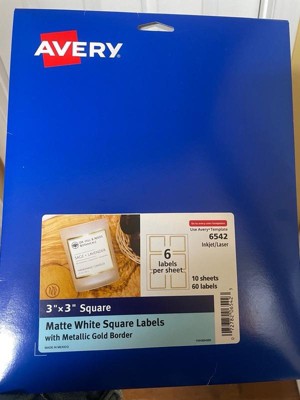 AVERY
Use Avery® Template
6542
Inkjet/Laser
6
labels
per sheet
10 sheets
60 labels
3"x3" Square
Matte White Square Labels
with Metallic Gold Border